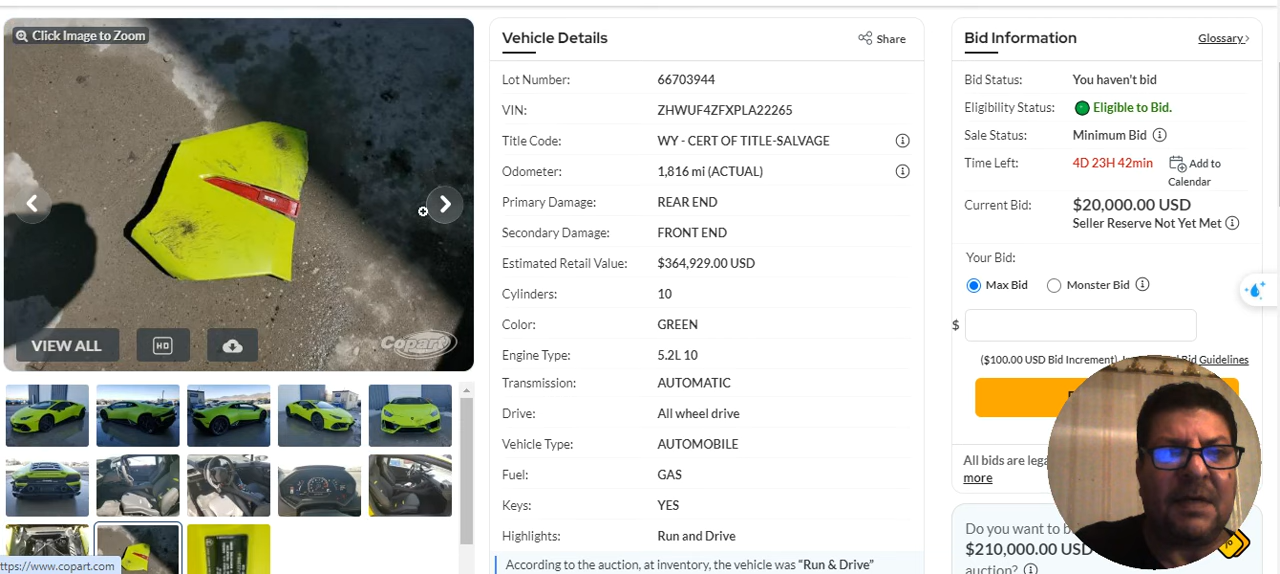 Click Image to Zoom
VIEW ALL
HD
Copart
https://www.copart.com
Vehicle Details
Share
Lot Number: 66703944
VIN: ZHWUF4ZFXPLA22265
Title Code: WY - CERT OF TITLE-SALVAGE
Odometer: 1,816 mi (ACTUAL)
Primary Damage: REAR END
Secondary Damage: FRONT END
Estimated Retail Value: $364,929.00 USD
Cylinders: 10
Color: GREEN
Engine Type: 5.2L 10
Transmission: AUTOMATIC
Drive: All wheel drive
Vehicle Type: AUTOMOBILE
Fuel: GAS
Keys: YES
Highlights: Run and Drive
According to the auction, at inventory, the vehicle was "Run & Drive"
Bid Information
Glossary
Bid Status: You haven't bid
Eligibility Status: Eligible to Bid.
Sale Status: Minimum Bid
Time Left: 4D 23H 42min
Add to
Calendar
Current Bid: $20,000.00 USD
Seller Reserve Not Yet Met
Your Bid:
Max Bid
Monster Bid
$
($100.00 USD Bid Increment) Bid Guidelines
All bids are lega
more
Do you want to b
$210,000.00 USD
auction?